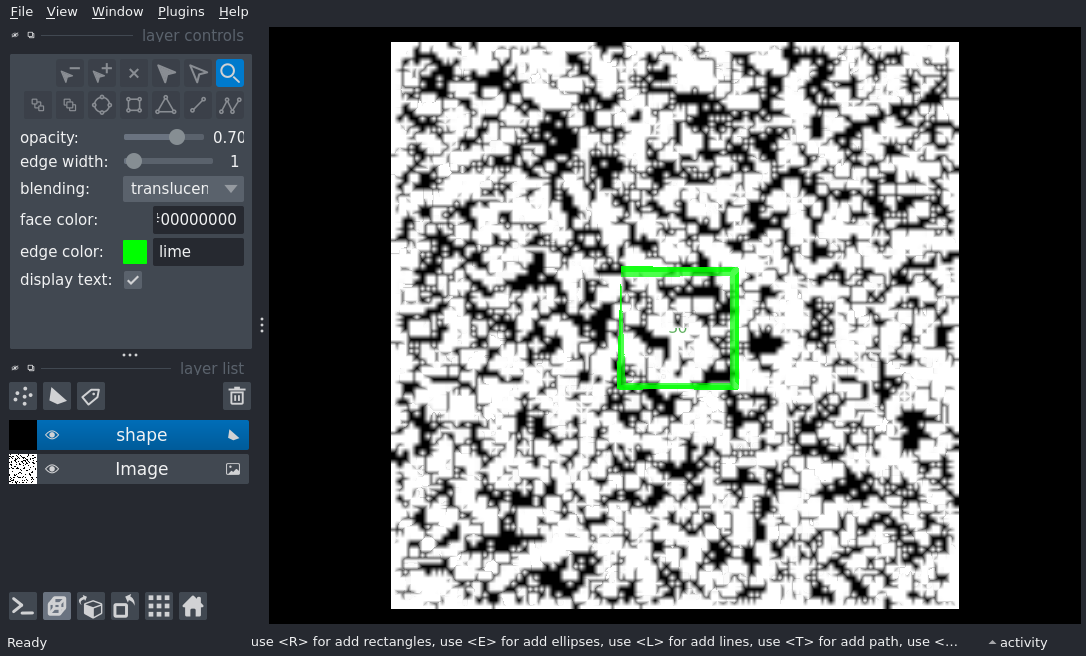 File View Window Plugins Help
layer controls
opacity: 0.70
edge width: 1
blending: translucen
face color: 00000000
edge color: lime
display text:
layer list
shape
Image
Ready
use <R> for add rectangles, use <E> for add ellipses, use <L> for add lines, use <T> for add path, use <...
activity